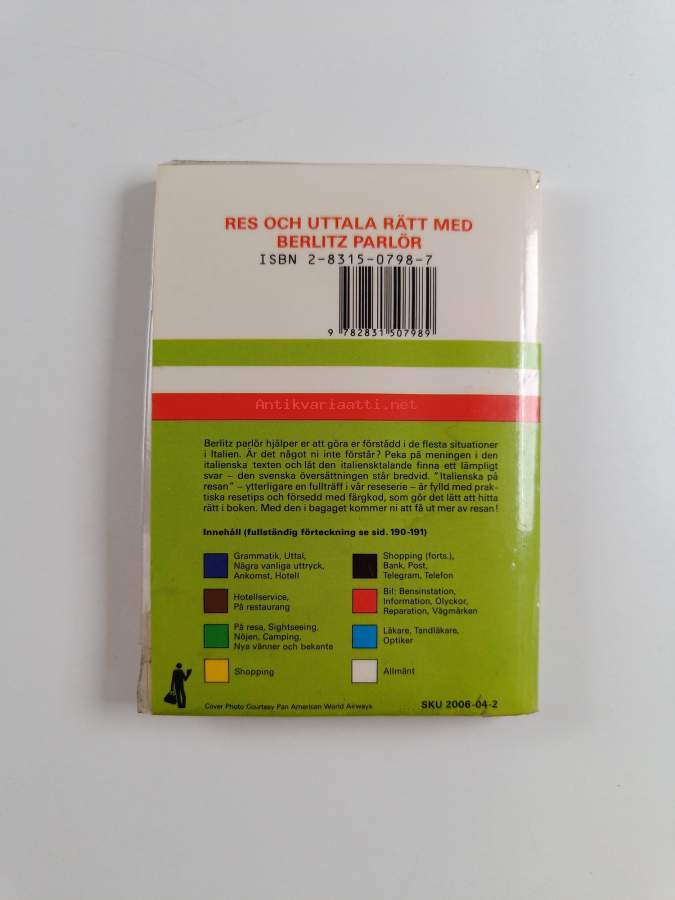 RES OCH UTTALA RÄTT MED
BERLITZ PARLÖR
ISBN 2-8315-0798-7
9 782831 507989
Antikvariaatti.net
Berlitz parlör hjälper er att göra er förstådd i de flesta situationer
i Italien. Är det något ni inte förstår? Peka på meningen i den
italienska texten och låt den italiensktalande finna ett lämpligt
svar – den svenska översättningen står bredvid. "Italienska på
resan" – ytterligare en fullträff i vår reseserie – är fylld med prak-
tiska resetips och försedd med färgkod, som gör det lätt att hitta
rätt i boken. Med den i bagaget kommer ni att få ut mer av resan!
Innehåll (fullständig förteckning se sid. 190-191)
Grammatik, Uttal,
Några vanliga uttryck,
Ankomst, Hotell
Hotellservice,
På restaurang
På resa, Sightseeing,
Nöjen, Camping,
Nya vänner och bekante
Shopping
Shopping (forts.),
Bank, Post,
Telegram, Telefon
Bil: Bensinstation,
Information, Olyckor,
Reparation, Vägmärken
Läkare, Tandläkare,
Optiker
Allmänt
Cover Photo Courtesy Pan American World Airways
SKU 2006-04-2